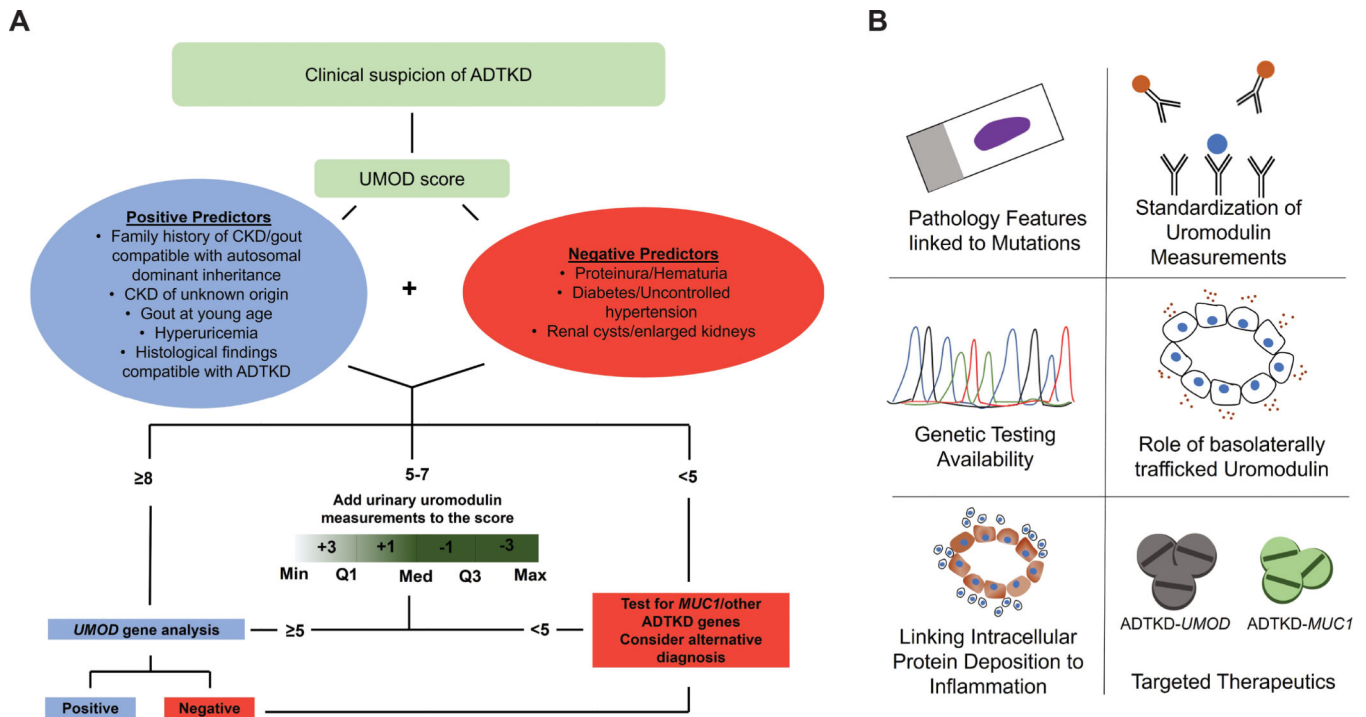 A
Clinical suspicion of ADTKD
UMOD score
Positive Predictors
• Family history of CKD/gout
compatible with autosomal
dominant inheritance
• CKD of unknown origin
• Gout at young age
• Hyperuricemia
• Histological findings
compatible with ADTKD
+
Negative Predictors
• Proteinura/Hematuria
• Diabetes/Uncontrolled
hypertension
• Renal cysts/enlarged kidneys
≥8
5-7
<5
Add urinary uromodulin
measurements to the score
+3 +1 -1 -3
Min Q1 Med Q3 Max
UMOD gene analysis
≥5
<5
Test for MUC1/other
ADTKD genes
Consider alternative
diagnosis
Positive
Negative
B
Pathology Features
linked to Mutations
Standardization of
Uromodulin
Measurements
Genetic Testing
Availability
Role of basolaterally
trafficked Uromodulin
Linking Intracellular
Protein Deposition to
Inflammation
ADTKD-UMOD
ADTKD-MUC1
Targeted Therapeutics